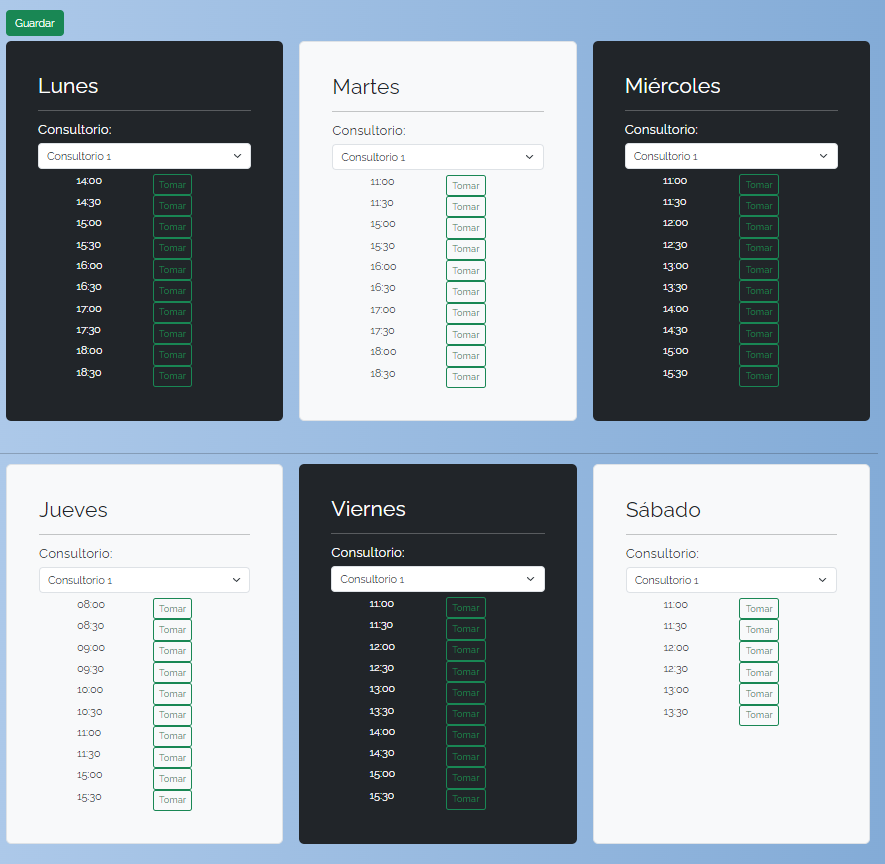 Guardar
Lunes
Consultorio:
Consultorio 1
14:00 Tomar
14:30 Tomar
15:00 Tomar
15:30 Tomar
16:00 Tomar
16:30 Tomar
17:00 Tomar
17:30 Tomar
18:00 Tomar
18:30 Tomar
Martes
Consultorio:
Consultorio 1
11:00 Tomar
11:30 Tomar
15:00 Tomar
15:30 Tomar
16:00 Tomar
16:30 Tomar
17:00 Tomar
17:30 Tomar
18:00 Tomar
18:30 Tomar
Miércoles
Consultorio:
Consultorio 1
11:00 Tomar
11:30 Tomar
12:00 Tomar
12:30 Tomar
13:00 Tomar
13:30 Tomar
14:00 Tomar
14:30 Tomar
15:00 Tomar
15:30 Tomar
Jueves
Consultorio:
Consultorio 1
08:00 Tomar
08:30 Tomar
09:00 Tomar
09:30 Tomar
10:00 Tomar
10:30 Tomar
11:00 Tomar
11:30 Tomar
15:00 Tomar
15:30 Tomar
Viernes
Consultorio:
Consultorio 1
11:00 Tomar
11:30 Tomar
12:00 Tomar
12:30 Tomar
13:00 Tomar
13:30 Tomar
14:00 Tomar
14:30 Tomar
15:00 Tomar
15:30 Tomar
Sábado
Consultorio:
Consultorio 1
11:00 Tomar
11:30 Tomar
12:00 Tomar
12:30 Tomar
13:00 Tomar
13:30 Tomar